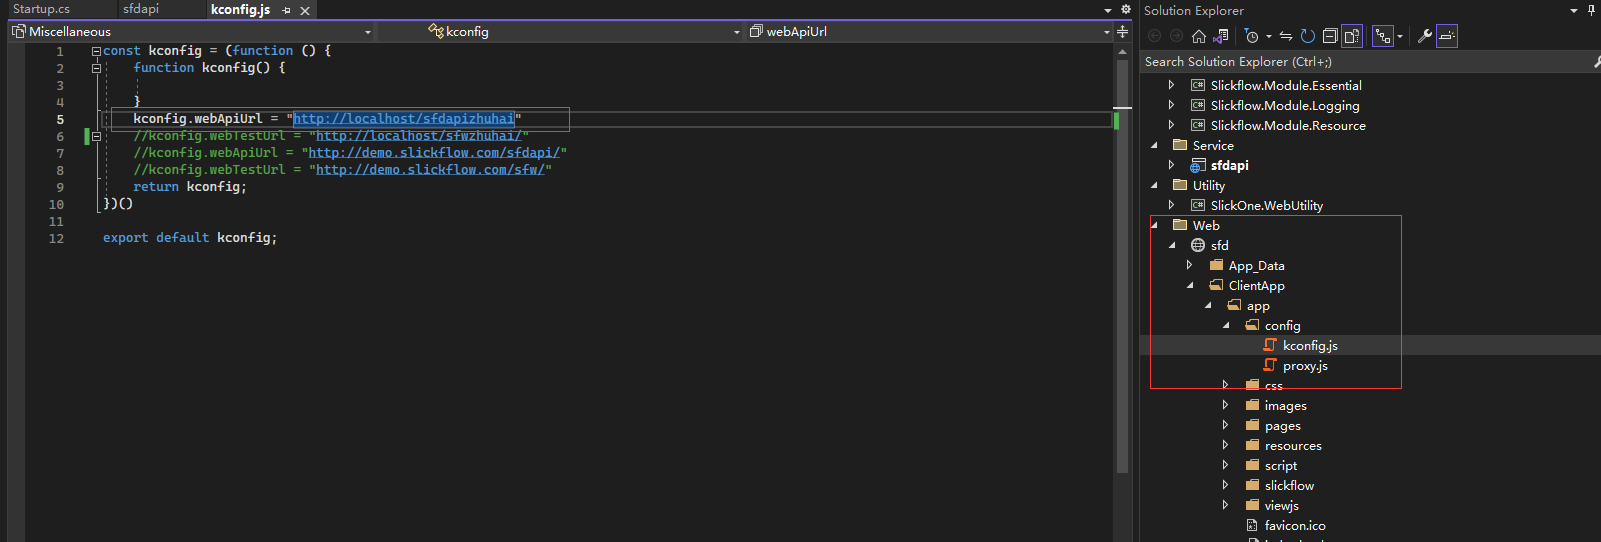 Startup.cs sfdapi kconfig.js
Miscellaneous kconfig webApiUrl
1 const kconfig = (function () {
2 function kconfig() {
3
4 }
5 kconfig.webApiUrl = "http://localhost/sfdapizhuhai"
6 //kconfig.webTestUrl = "http://localhost/sfwzhuhai/"
7 //kconfig.webApiUrl = "http://demo.slickflow.com/sfdapi/"
8 //kconfig.webTestUrl = "http://demo.slickflow.com/sfw/"
9 return kconfig;
10 })()
11
12 export default kconfig;
Solution Explorer
Search Solution Explorer (Ctrl+;)
C# Slickflow.Module.Essential
C# Slickflow.Module.Logging
C# Slickflow.Module.Resource
Service
sfdapi
Utility
C# SlickOne.WebUtility
Web
sfd
App_Data
ClientApp
app
config
kconfig.js
proxy.js
css
images
pages
resources
script
slickflow
viewjs
favicon.ico